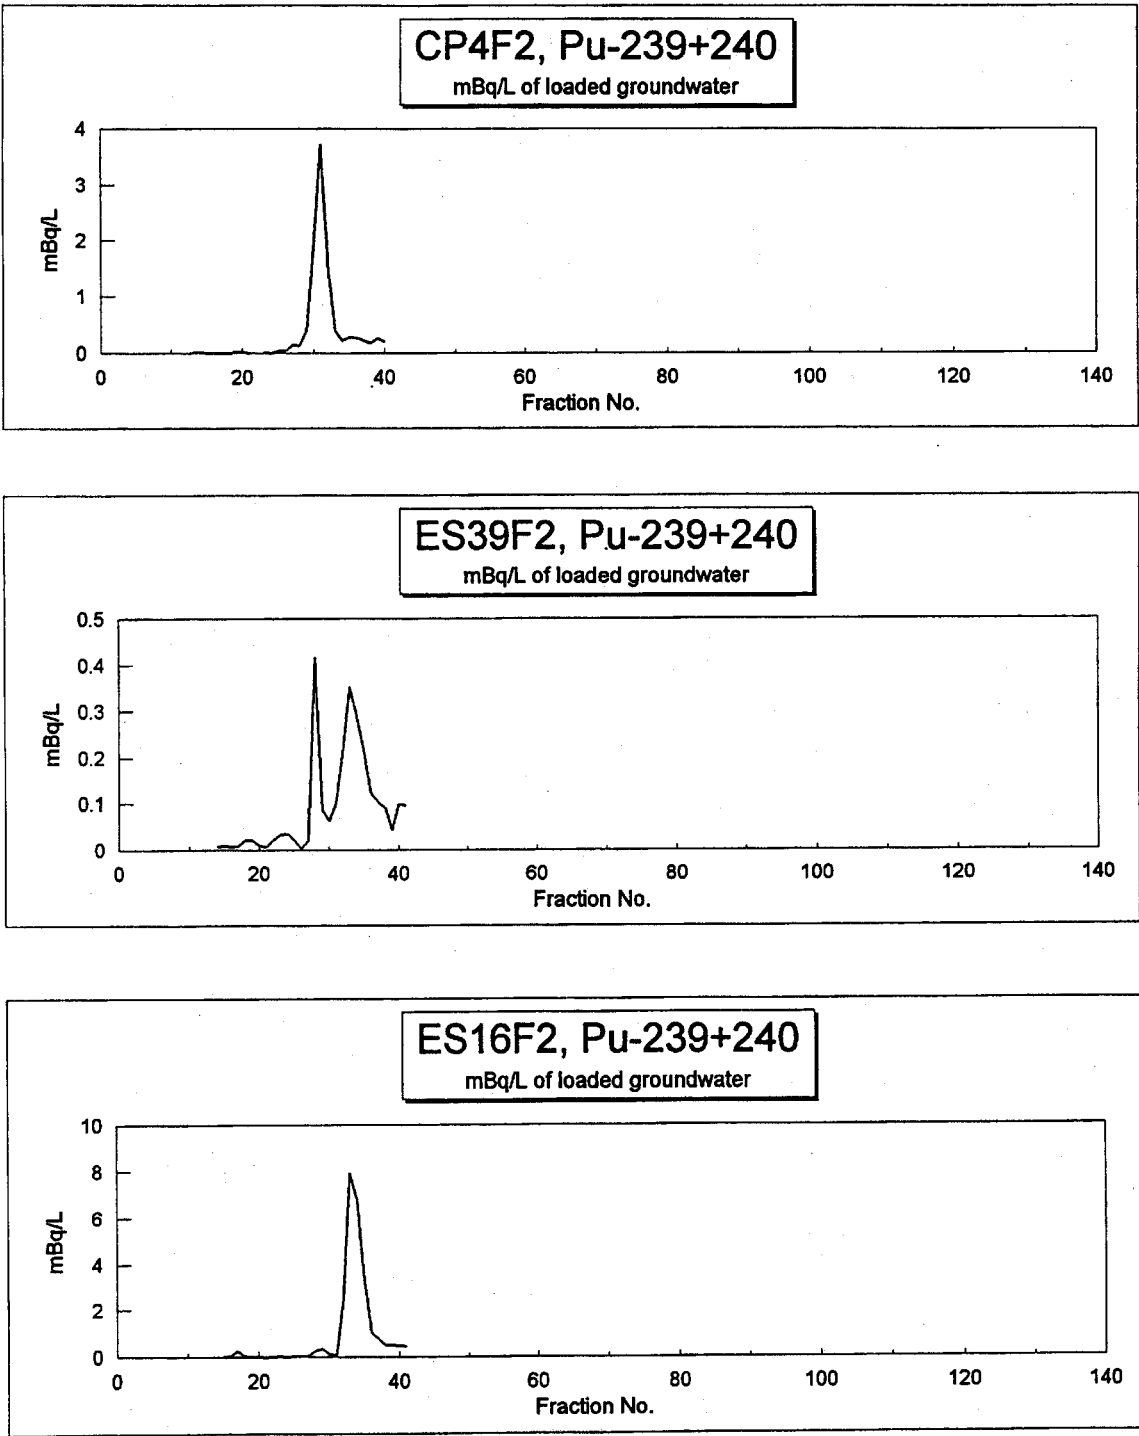 CP4F2, Pu-239+240
mBq/L of loaded groundwater
4
3
2
1
0
mBq/L
0 20 40 60 80 100 120 140
Fraction No.
ES39F2, Pu-239+240
mBq/L of loaded groundwater
0.5
0.4
0.3
0.2
0.1
0
mBq/L
0 20 40 60 80 100 120 140
Fraction No.
ES16F2, Pu-239+240
mBq/L of loaded groundwater
10
8
6
4
2
0
mBq/L
0 20 40 60 80 100 120 140
Fraction No.